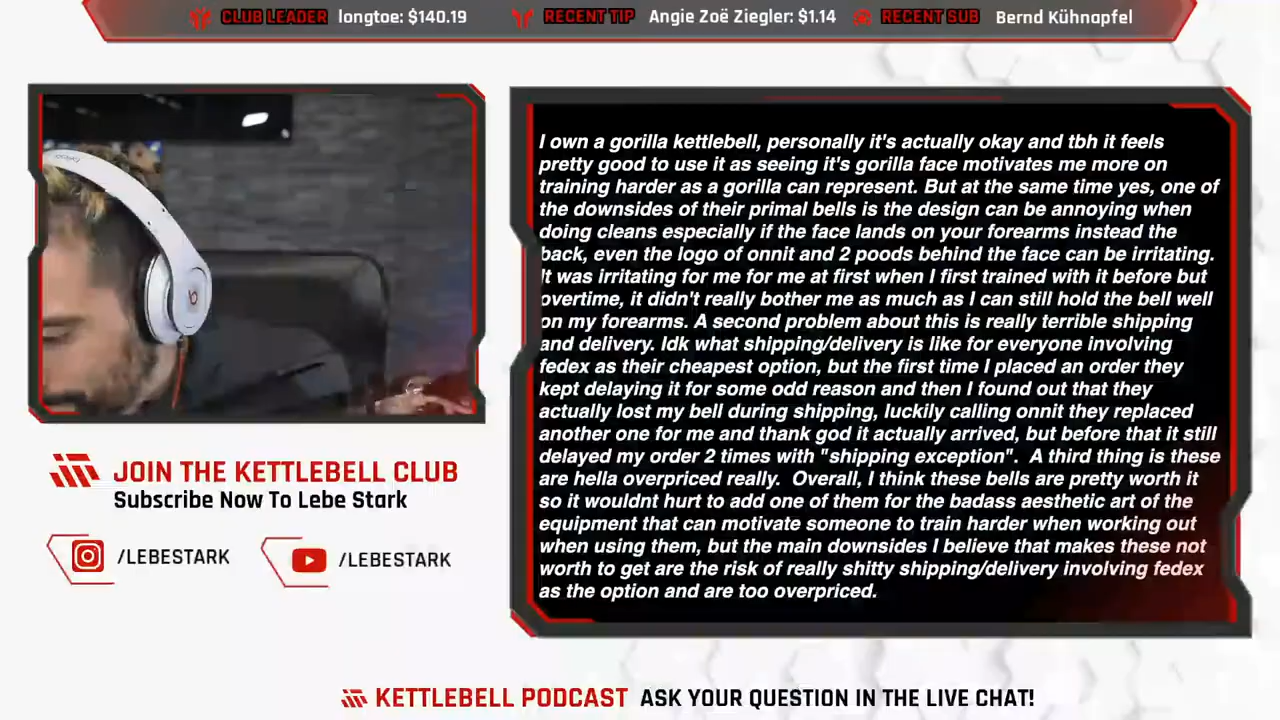 CLUB LEADER longtoe: $140.19 RECENT TIP Angie Zoë Ziegler: $1.14 RECENT SUB Bernd Kühnapfel
I own a gorilla kettlebell, personally it's actually okay and tbh it feels
pretty good to use it as seeing it's gorilla face motivates me more on
training harder as a gorilla can represent. But at the same time yes, one of
the downsides of their primal bells is the design can be annoying when
doing cleans especially if the face lands on your forearms instead the
back, even the logo of onnit and 2 poods behind the face can be irritating.
It was irritating for me for me at first when I first trained with it before but
overtime, it didn't really bother me as much as I can still hold the bell well
on my forearms. A second problem about this is really terrible shipping
and delivery. Idk what shipping/delivery is like for everyone involving
fedex as their cheapest option, but the first time I placed an order they
kept delaying it for some odd reason and then I found out that they
actually lost my bell during shipping, luckily calling onnit they replaced
another one for me and thank god it actually arrived, but before that it still
delayed my order 2 times with "shipping exception". A third thing is these
are hella overpriced really. Overall, I think these bells are pretty worth it
so it wouldnt hurt to add one of them for the badass aesthetic art of the
equipment that can motivate someone to train harder when working out
when using them, but the main downsides I believe that makes these not
worth to get are the risk of really shitty shipping/delivery involving fedex
as the option and are too overpriced.
JOIN THE KETTLEBELL CLUB
Subscribe Now To Lebe Stark
/LEBESTARK /LEBESTARK
KETTLEBELL PODCAST ASK YOUR QUESTION IN THE LIVE CHAT!